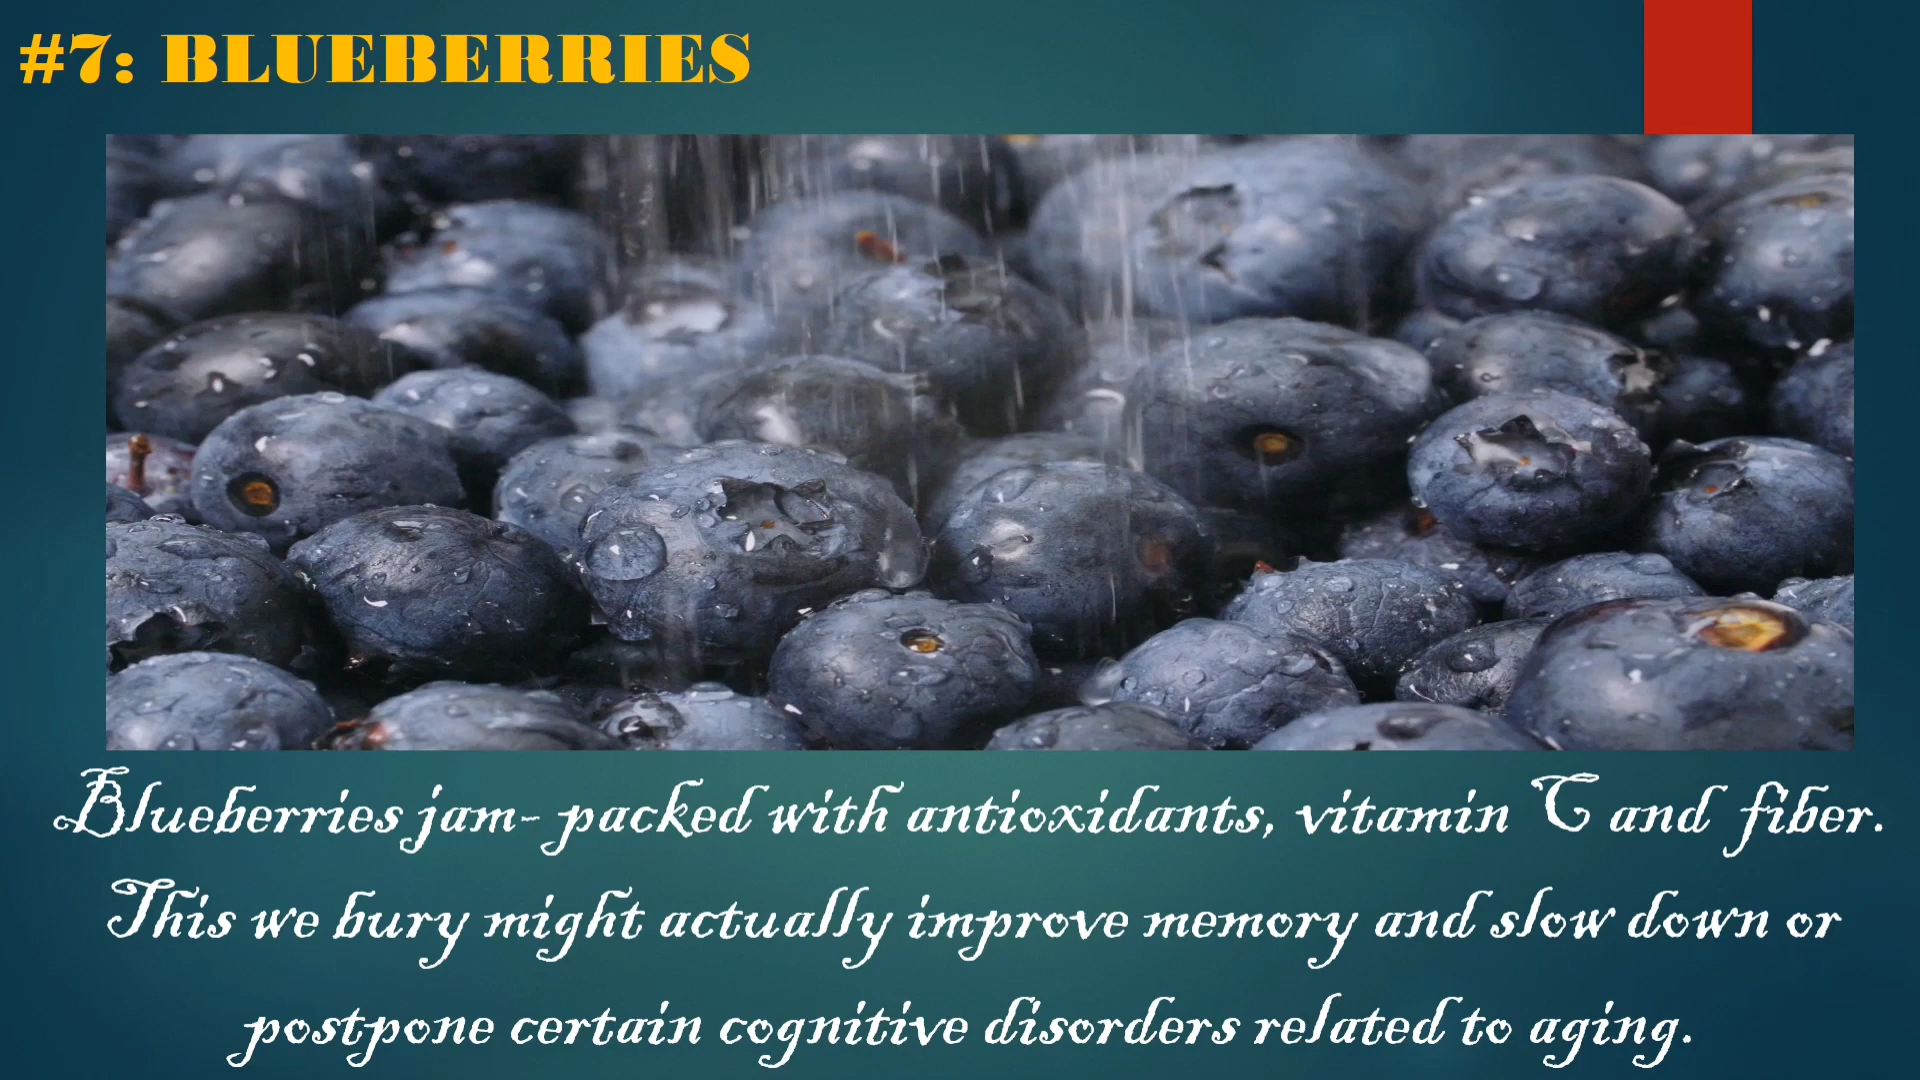 #7: BLUEBERRIES
Blueberries jam-packed with antioxidants, vitamin C and fiber.
This we bury might actually improve memory and slow down or
postpone certain cognitive disorders related to aging.